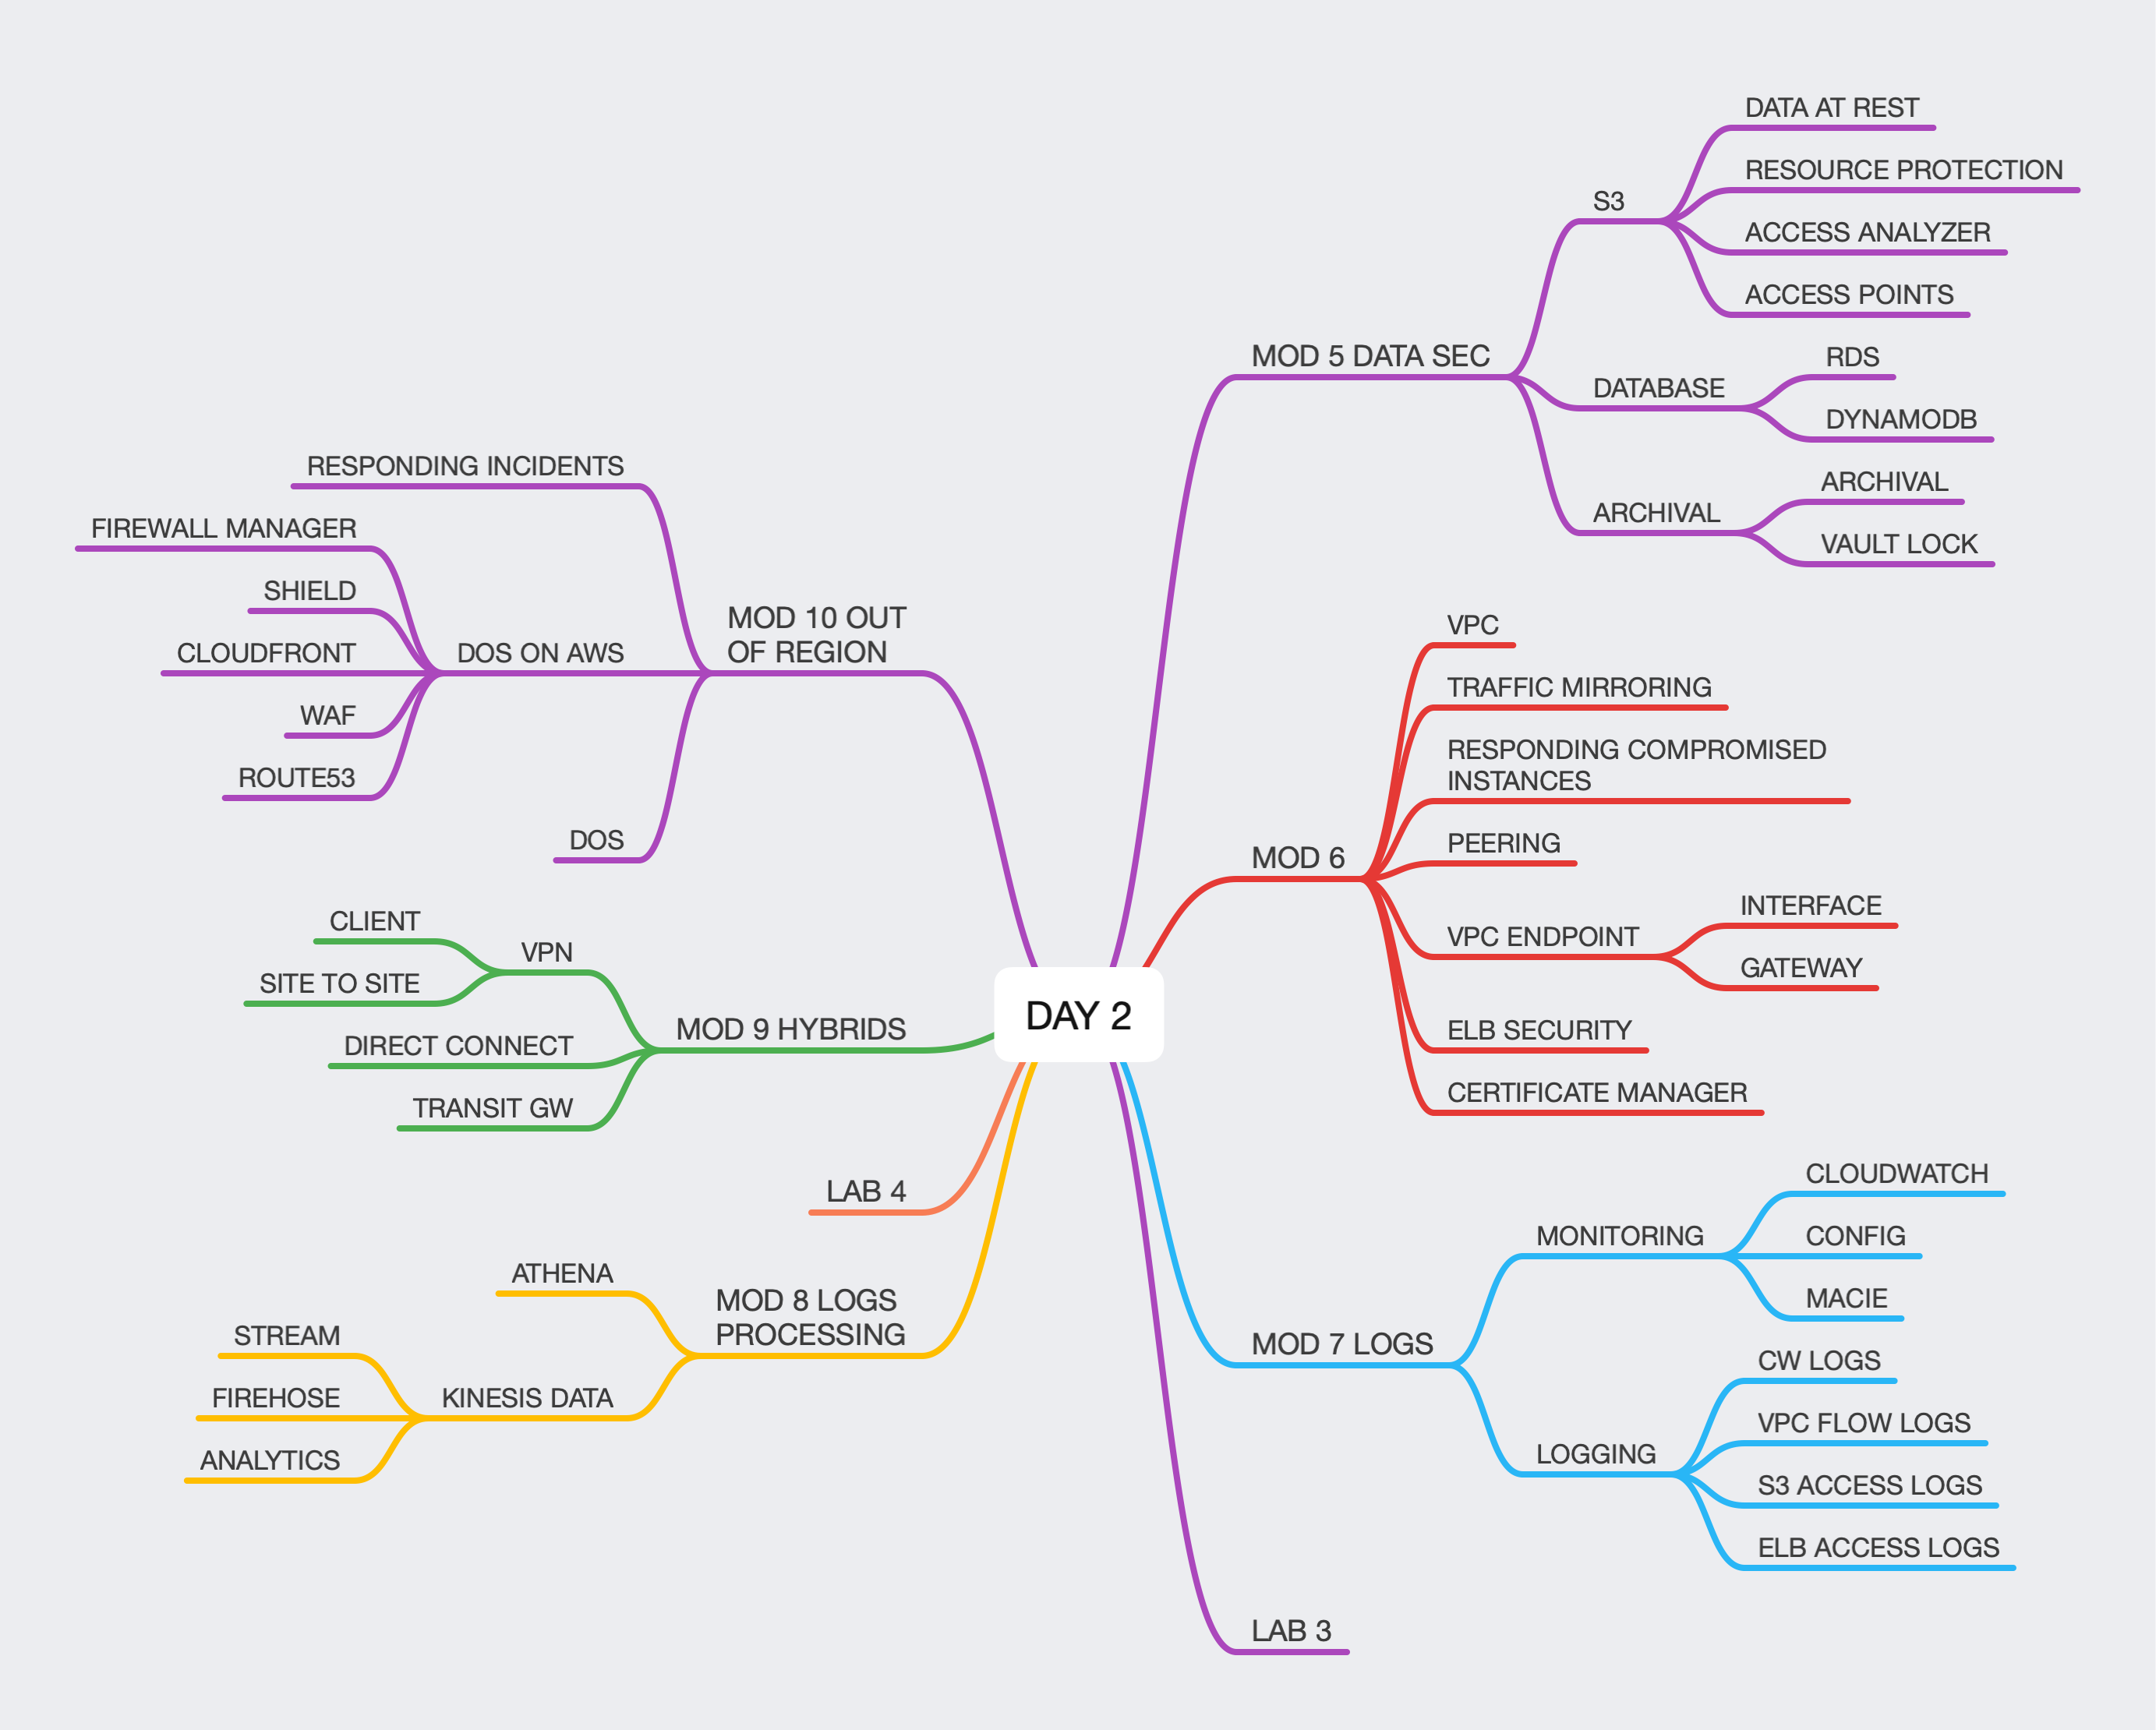 DAY 2
MOD 5 DATA SEC
S3
DATA AT REST
RESOURCE PROTECTION
ACCESS ANALYZER
ACCESS POINTS
DATABASE
RDS
DYNAMODB
ARCHIVAL
ARCHIVAL
VAULT LOCK
MOD 6
VPC
TRAFFIC MIRRORING
RESPONDING COMPROMISED
INSTANCES
PEERING
VPC ENDPOINT
INTERFACE
GATEWAY
ELB SECURITY
CERTIFICATE MANAGER
MOD 7 LOGS
MONITORING
CLOUDWATCH
CONFIG
MACIE
LOGGING
CW LOGS
VPC FLOW LOGS
S3 ACCESS LOGS
ELB ACCESS LOGS
LAB 3
MOD 8 LOGS
PROCESSING
ATHENA
KINESIS DATA
STREAM
FIREHOSE
ANALYTICS
LAB 4
MOD 9 HYBRIDS
VPN
CLIENT
SITE TO SITE
DIRECT CONNECT
TRANSIT GW
MOD 10 OUT
OF REGION
RESPONDING INCIDENTS
DOS ON AWS
FIREWALL MANAGER
SHIELD
CLOUDFRONT
WAF
ROUTE53
DOS